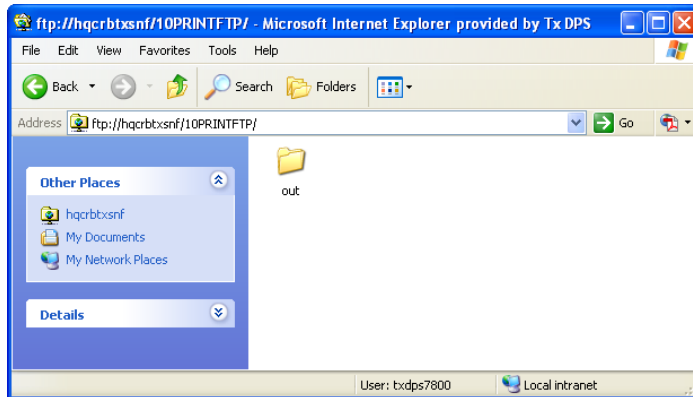 ftp://hqcrbtxsnf/10PRINTFTP/ - Microsoft Internet Explorer provided by Tx DPS
File Edit View Favorites Tools Help
Back Search Folders
Address ftp://hqcrbtxsnf/10PRINTFTP/ Go
Other Places
hqcrbtxsnf
My Documents
My Network Places
Details
out
User: txdps7800 Local intranet